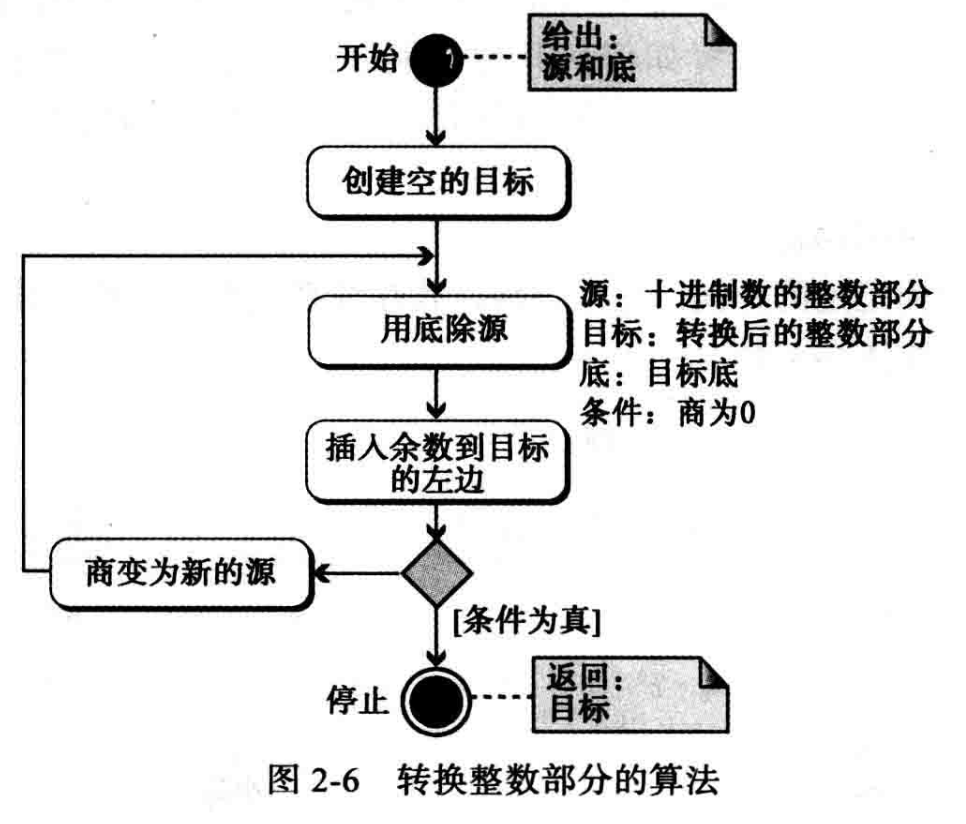 开始
给出：
源和底
创建空的目标
用底除源
源：十进制数的整数部分
目标：转换后的整数部分
底：目标底
条件：商为0
插入余数到目标
的左边
商变为新的源
[条件为真]
停止
返回：
目标
图 2-6 转换整数部分的算法